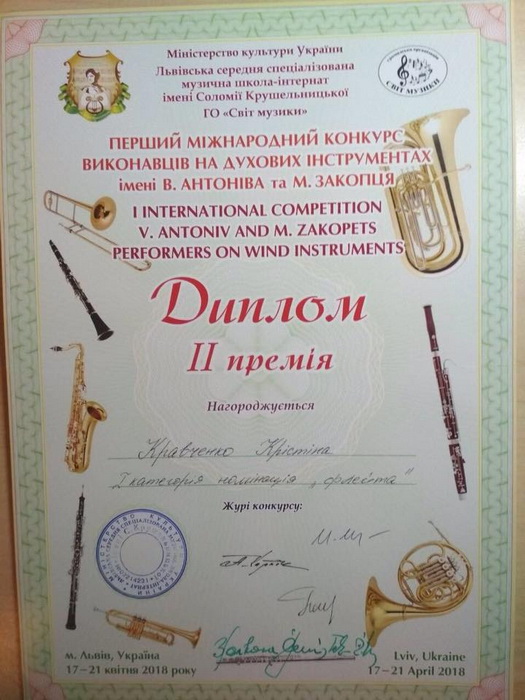 Міністерство культури України
Львівська середня спеціалізована
музична школа-інтернат
імені Соломії Крушельницької
ГО «Світ музики»
СВІТ МУЗИКИ
ПЕРШИЙ МІЖНАРОДНИЙ КОНКУРС
ВИКОНАВЦІВ НА ДУХОВИХ ІНСТРУМЕНТАХ
імені В. АНТОНІВА та М. ЗАКОПЦЯ
I INTERNATIONAL COMPETITION
V. ANTONIV AND M. ZAKOPETS
PERFORMERS ON WIND INSTRUMENTS
Диплом
II премія
Нагороджується
Кравченко Крістіна
I категорія номінація „флейта"
Журі конкурсу:
м. Львів, Україна
17–21 квітня 2018 року
Lviv, Ukraine
17–21 April 2018